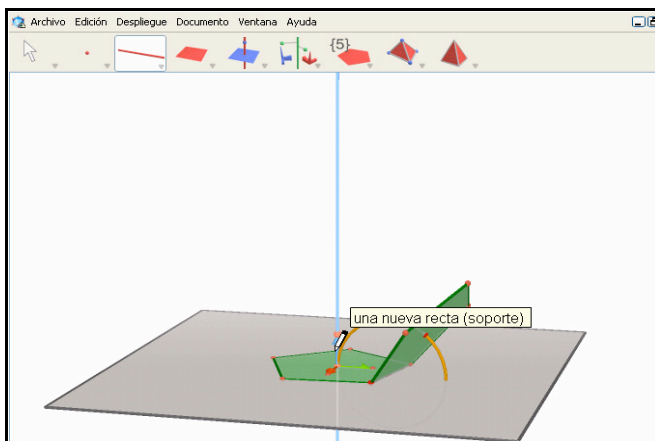 Archivo Edición Despliegue Documento Ventana Ayuda
{5}
una nueva recta (soporte)